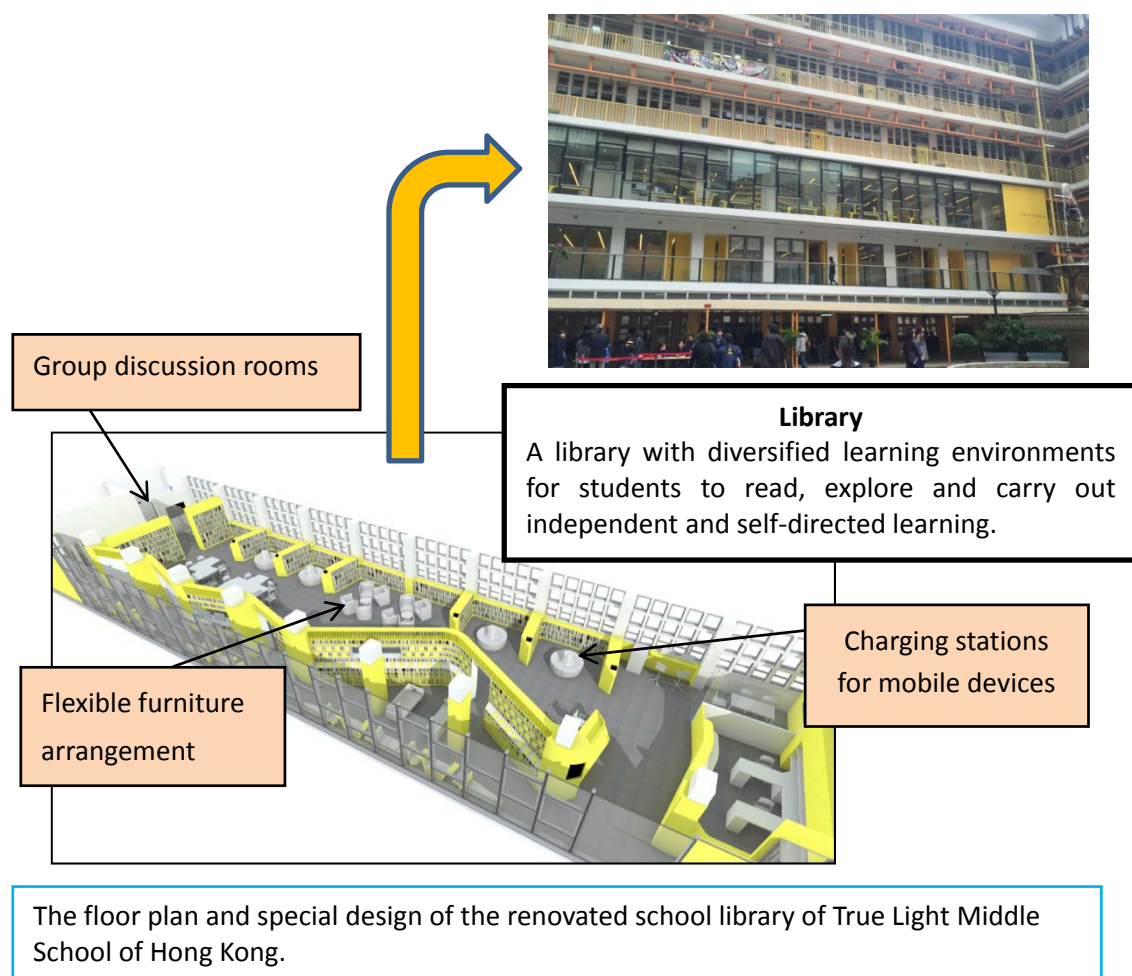 Group discussion rooms
Library
A library with diversified learning environments
for students to read, explore and carry out
independent and self-directed learning.
Charging stations
for mobile devices
Flexible furniture
arrangement
The floor plan and special design of the renovated school library of True Light Middle
School of Hong Kong.